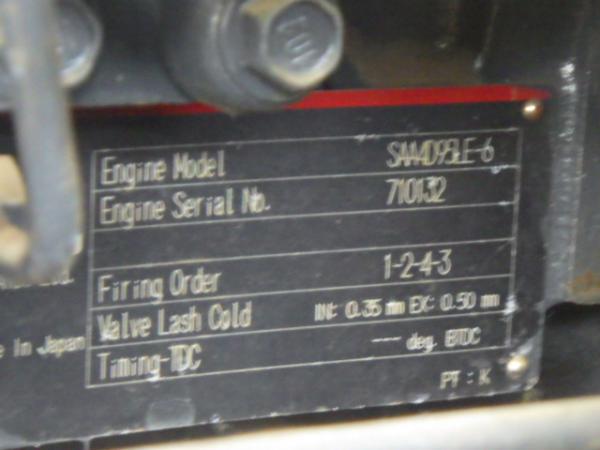 Engine Model SAA4D95LE-6
Engine Serial No. 710132
Firing Order 1-2-4-3
Valve Lash Cold IN: 0.35 mm EX: 0.50 mm
Timing-TDC --- deg. BTDC
In Japan
PF : K